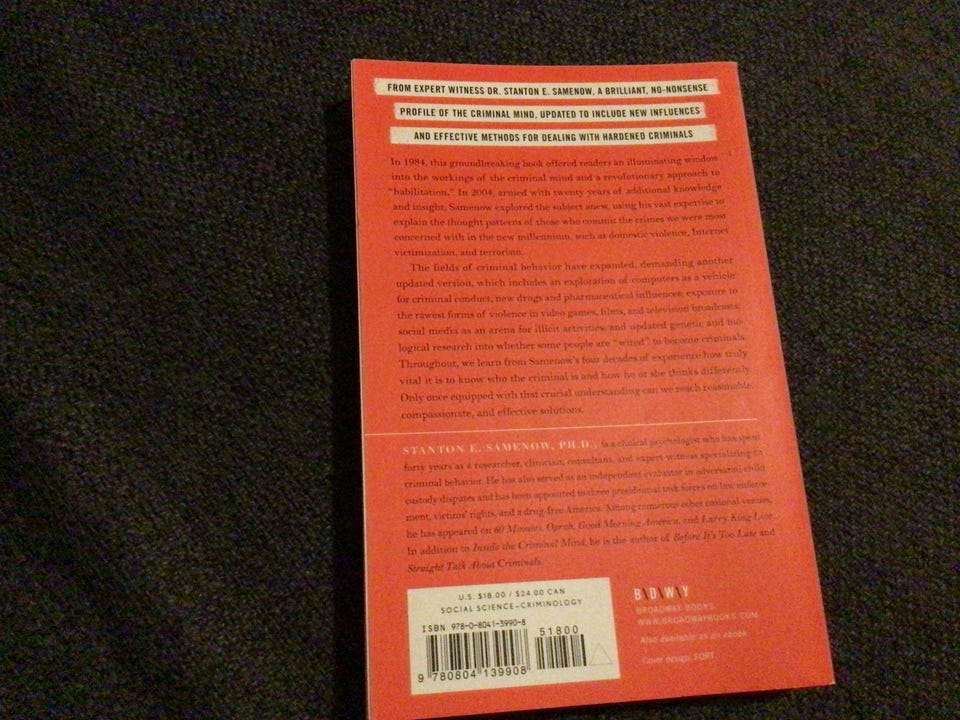 FROM EXPERT WITNESS DR. STANTON E. SAMENOW, A BRILLIANT, NO-NONSENSE
PROFILE OF THE CRIMINAL MIND, UPDATED TO INCLUDE NEW INFLUENCES
AND EFFECTIVE METHODS FOR DEALING WITH HARDENED CRIMINALS
In 1984, this groundbreaking book offered readers an illuminating window
into the workings of the criminal mind and a revolutionary approach to
“habilitation.” In 2004, armed with twenty years of additional knowledge
and insight, Samenow explored the subject anew, using his vast expertise to
explain the thought patterns of those who commit the crimes we were most
concerned with in the new millennium, such as domestic violence, Internet
victimization, and terrorism.
The fields of criminal behavior have expanded, demanding another
updated version, which includes an exploration of computers as a vehicle
for criminal conduct, new drugs and pharmaceutical influences; exposure to
the rawest forms of violence in video games, films, and television broadcasts;
social media as an arena for illicit activities; and updated genetic and bio-
logical research into whether some people are “wired” to become criminals.
Throughout, we learn from Samenow's four decades of experience how truly
vital it is to know who the criminal is and how he or she thinks differently.
Only once equipped with that crucial understanding can we reach reasonable,
compassionate, and effective solutions.
STANTON E. SAMENOW, PH.D., is a clinical psychologist who has spent
forty years as a researcher, clinician, consultant, and expert witness specializing in
criminal behavior. He has also served as an independent evaluator in adversarial child
custody disputes and has been appointed to three presidential task forces on law enforce-
ment, victims' rights, and a drug-free America. Among numerous other national venues,
he has appeared on 60 Minutes, Oprah, Good Morning America, and Larry King Live.
In addition to Inside the Criminal Mind, he is the author of Before It's Too Late and
Straight Talk About Criminals.
U.S. $18.00 / $24.00 CAN
SOCIAL SCIENCE–CRIMINOLOGY
ISBN 978-0-8041-3990-8
51800
9 780804 139908
B\D\W\Y
BROADWAY BOOKS
WWW.BROADWAYBOOKS.COM
Also available as an ebook
Cover design: FORT